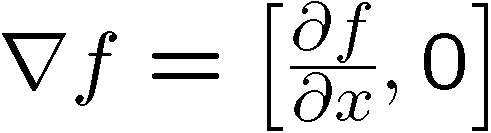 ∇f = [∂f/∂x, 0]